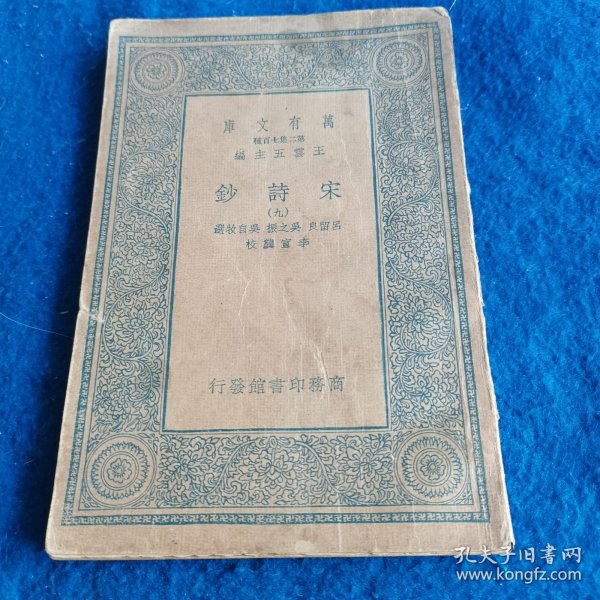 萬有文庫
第二集七百種
王雲五主編
宋詩鈔
(九)
呂留良 吳之振 吳自牧選
李宣龔校
商務印書館發行
孔夫子旧书网
www.kongfz.com